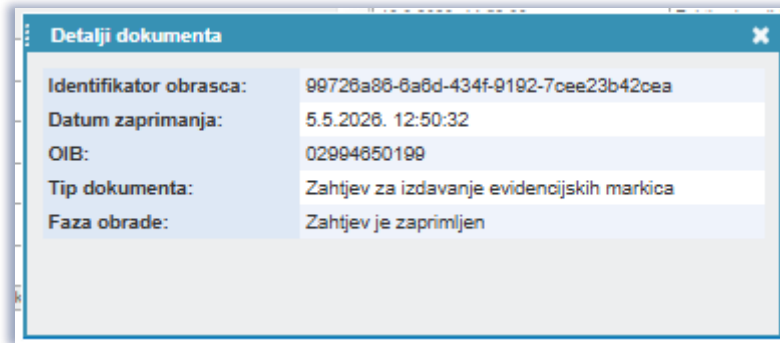 Detalji dokumenta
Identifikator obrasca: 99726a86-6a6d-434f-9192-7cee23b42cea
Datum zaprimanja: 5.5.2026. 12:50:32
OIB: 02994650199
Tip dokumenta: Zahtjev za izdavanje evidencijskih markica
Faza obrade: Zahtjev je zaprimljen